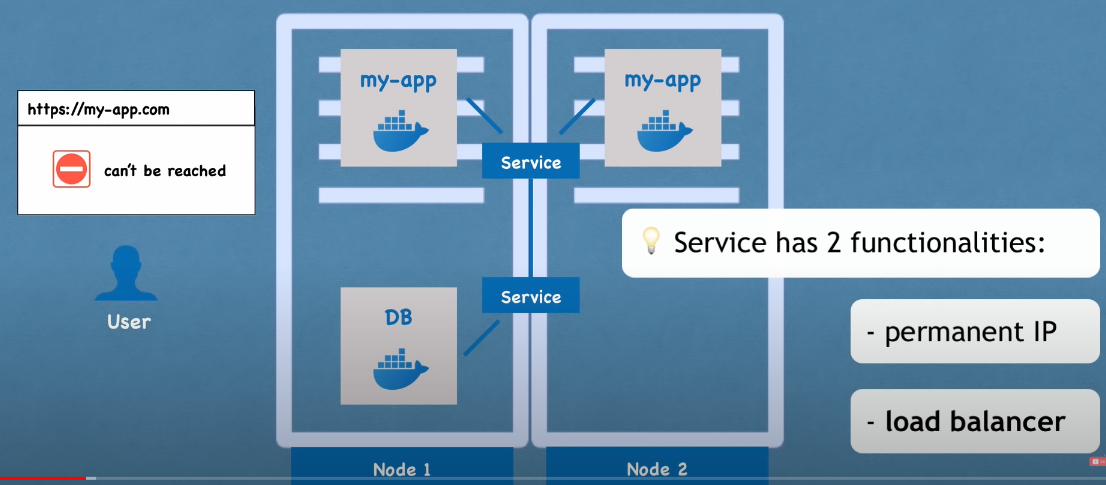 https://my-app.com
can't be reached
User
my-app
my-app
Service
Service
DB
Node 1
Node 2
💡 Service has 2 functionalities:
- permanent IP
- load balancer